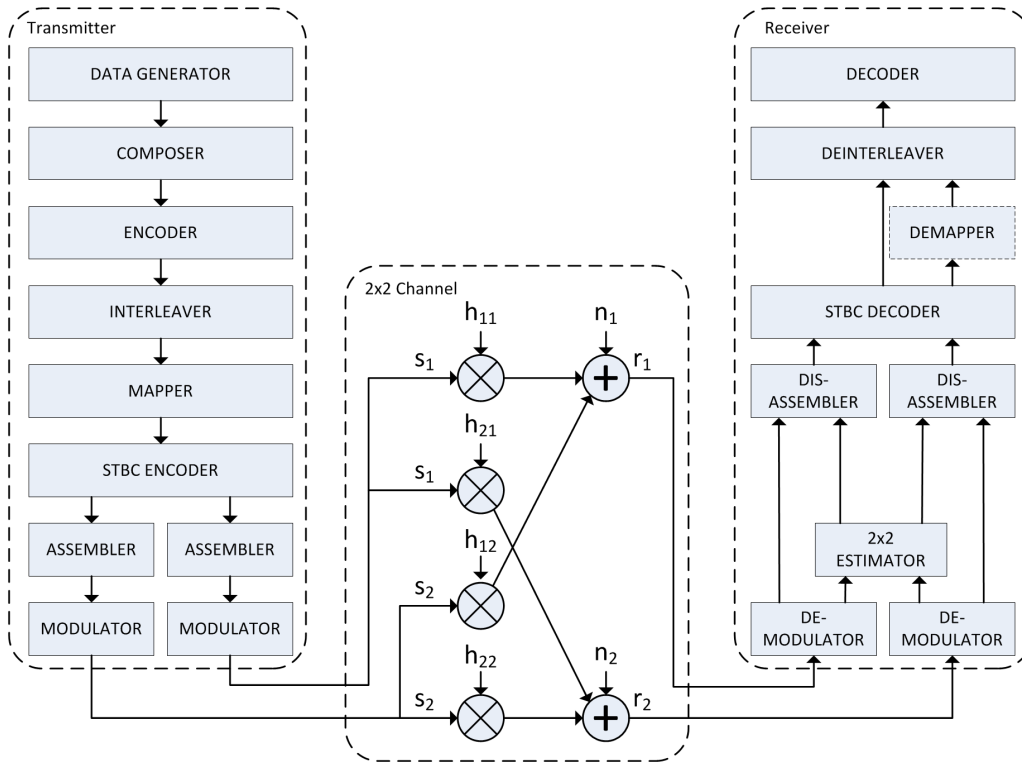 Transmitter
DATA GENERATOR
COMPOSER
ENCODER
INTERLEAVER
MAPPER
STBC ENCODER
ASSEMBLER
ASSEMBLER
MODULATOR
MODULATOR
2x2 Channel
h₁₁
n₁
s₁
r₁
h₂₁
s₁
h₁₂
s₂
h₂₂
n₂
s₂
r₂
Receiver
DECODER
DEINTERLEAVER
DEMAPPER
STBC DECODER
DIS-
ASSEMBLER
DIS-
ASSEMBLER
2x2
ESTIMATOR
DE-
MODULATOR
DE-
MODULATOR